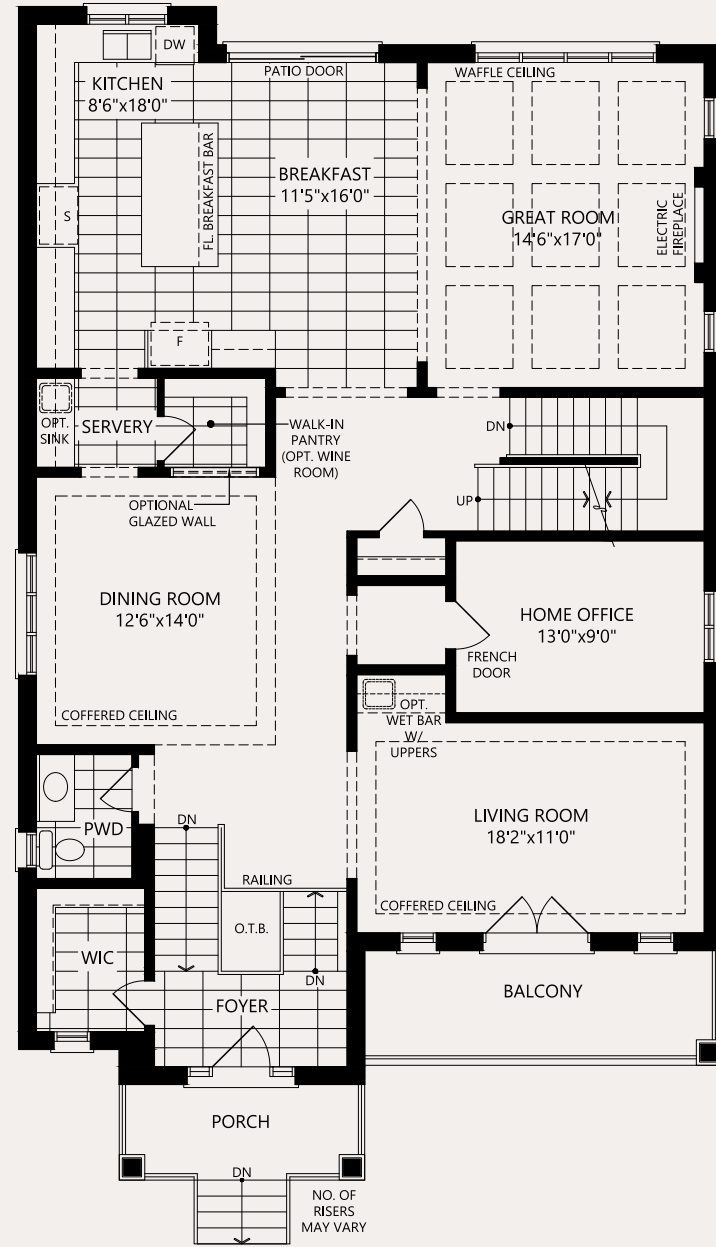 DW
KITCHEN
8'6"x18'0"
PATIO DOOR
WAFFLE CEILING
FL. BREAKFAST BAR
BREAKFAST
11'5"x16'0"
GREAT ROOM
14'6"x17'0"
ELECTRIC
FIREPLACE
S
F
OPT.
SINK
SERVERY
WALK-IN
PANTRY
(OPT. WINE
ROOM)
DN
UP
OPTIONAL
GLAZED WALL
DINING ROOM
12'6"x14'0"
COFFERED CEILING
HOME OFFICE
13'0"x9'0"
FRENCH
DOOR
OPT.
WET BAR
W/
UPPERS
LIVING ROOM
18'2"x11'0"
COFFERED CEILING
PWD
DN
RAILING
O.T.B.
DN
WIC
FOYER
BALCONY
PORCH
DN
NO. OF
RISERS
MAY VARY